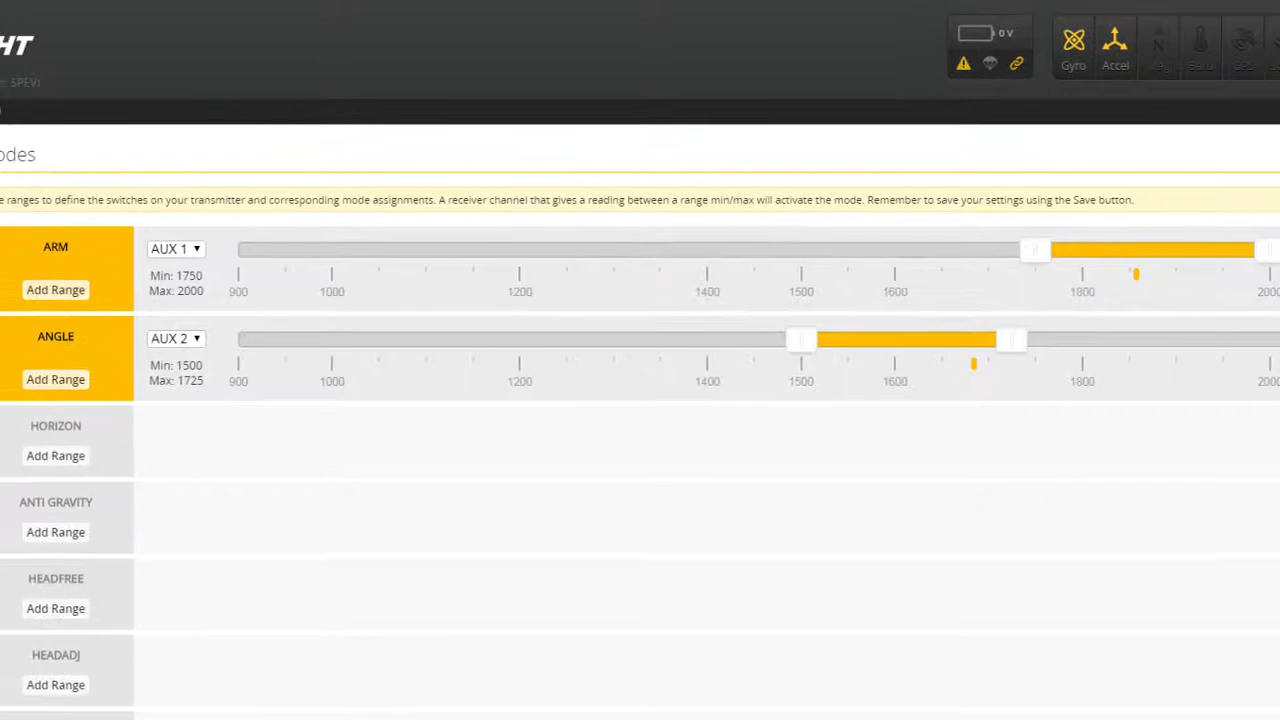 HT
0 V
Gyro
Accel
N
: SPEVI
odes
e ranges to define the switches on your transmitter and corresponding mode assignments. A receiver channel that gives a reading between a range min/max will activate the mode. Remember to save your settings using the Save button.
ARM
Add Range
AUX 1
Min: 1750
Max: 2000
900 1000 1200 1400 1500 1600 1800 2000
ANGLE
Add Range
AUX 2
Min: 1500
Max: 1725
900 1000 1200 1400 1500 1600 1800 2000
HORIZON
Add Range
ANTI GRAVITY
Add Range
HEADFREE
Add Range
HEADADJ
Add Range